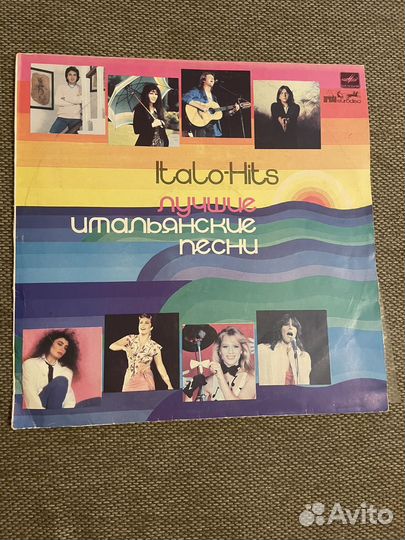 Italo-Hits
лучшие
итальянские
песни
Avito